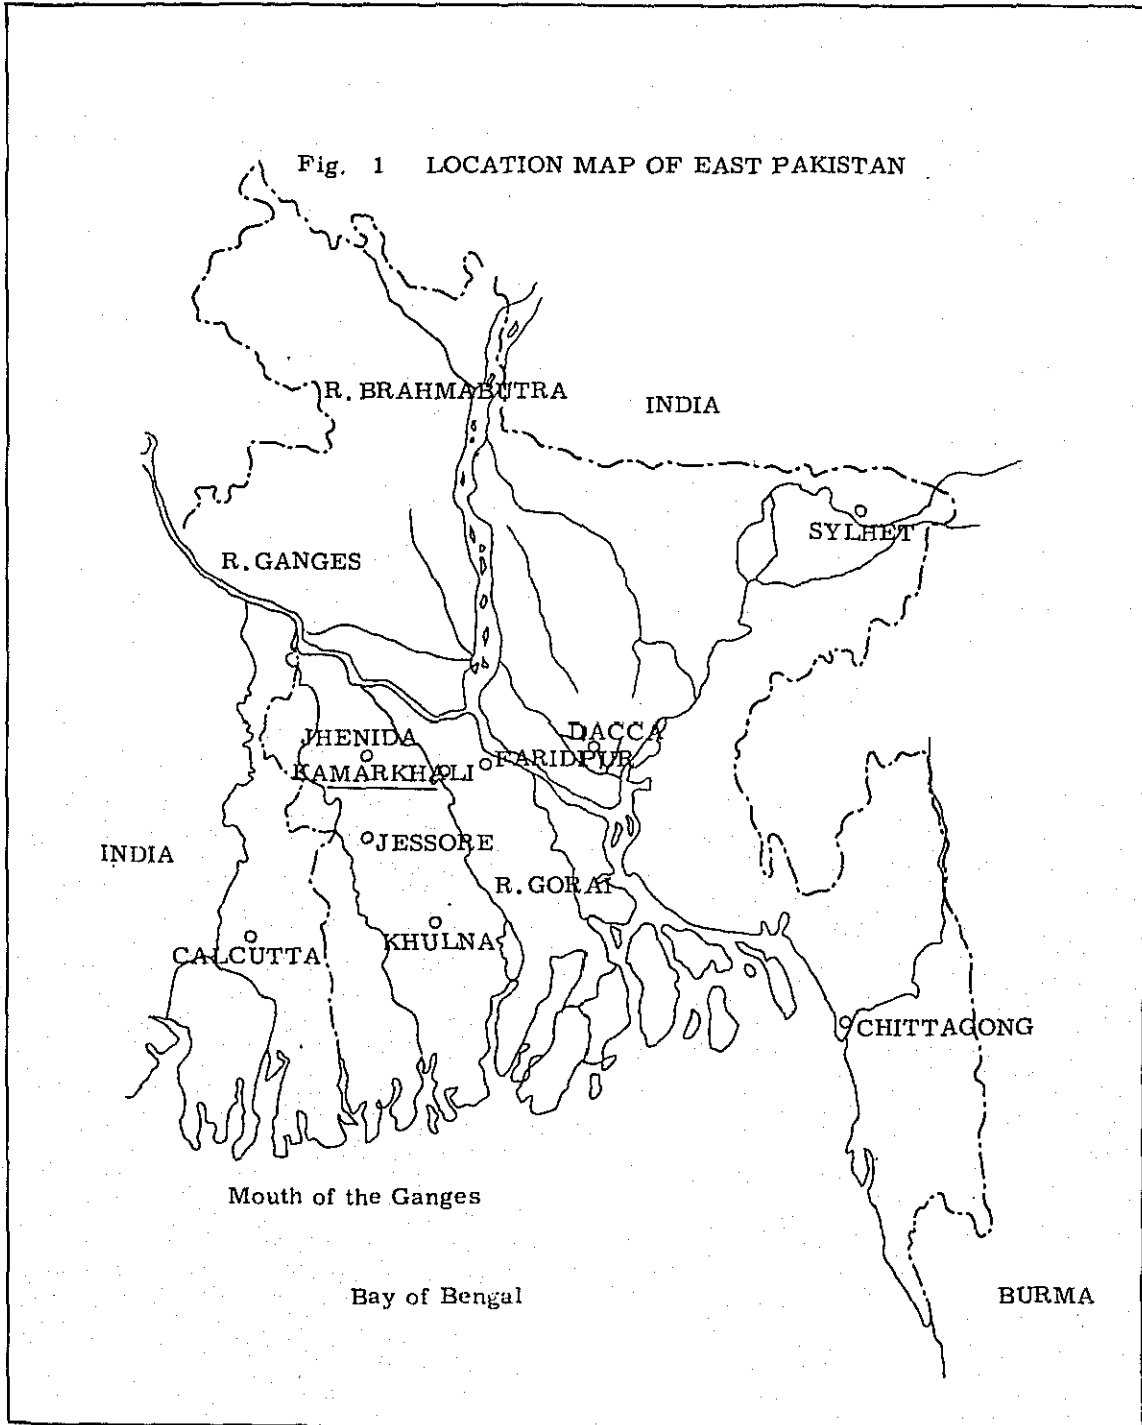 Fig. 1 LOCATION MAP OF EAST PAKISTAN
R. BRAHMABUTRA
INDIA
SYLHET
R. GANGES
DACCA
JHENIDA
FARIDPUR
KAMARKHALI
JESSORE
INDIA
R. GORAI
KHULNA
CALCUTTA
CHITTAGONG
Mouth of the Ganges
Bay of Bengal
BURMA